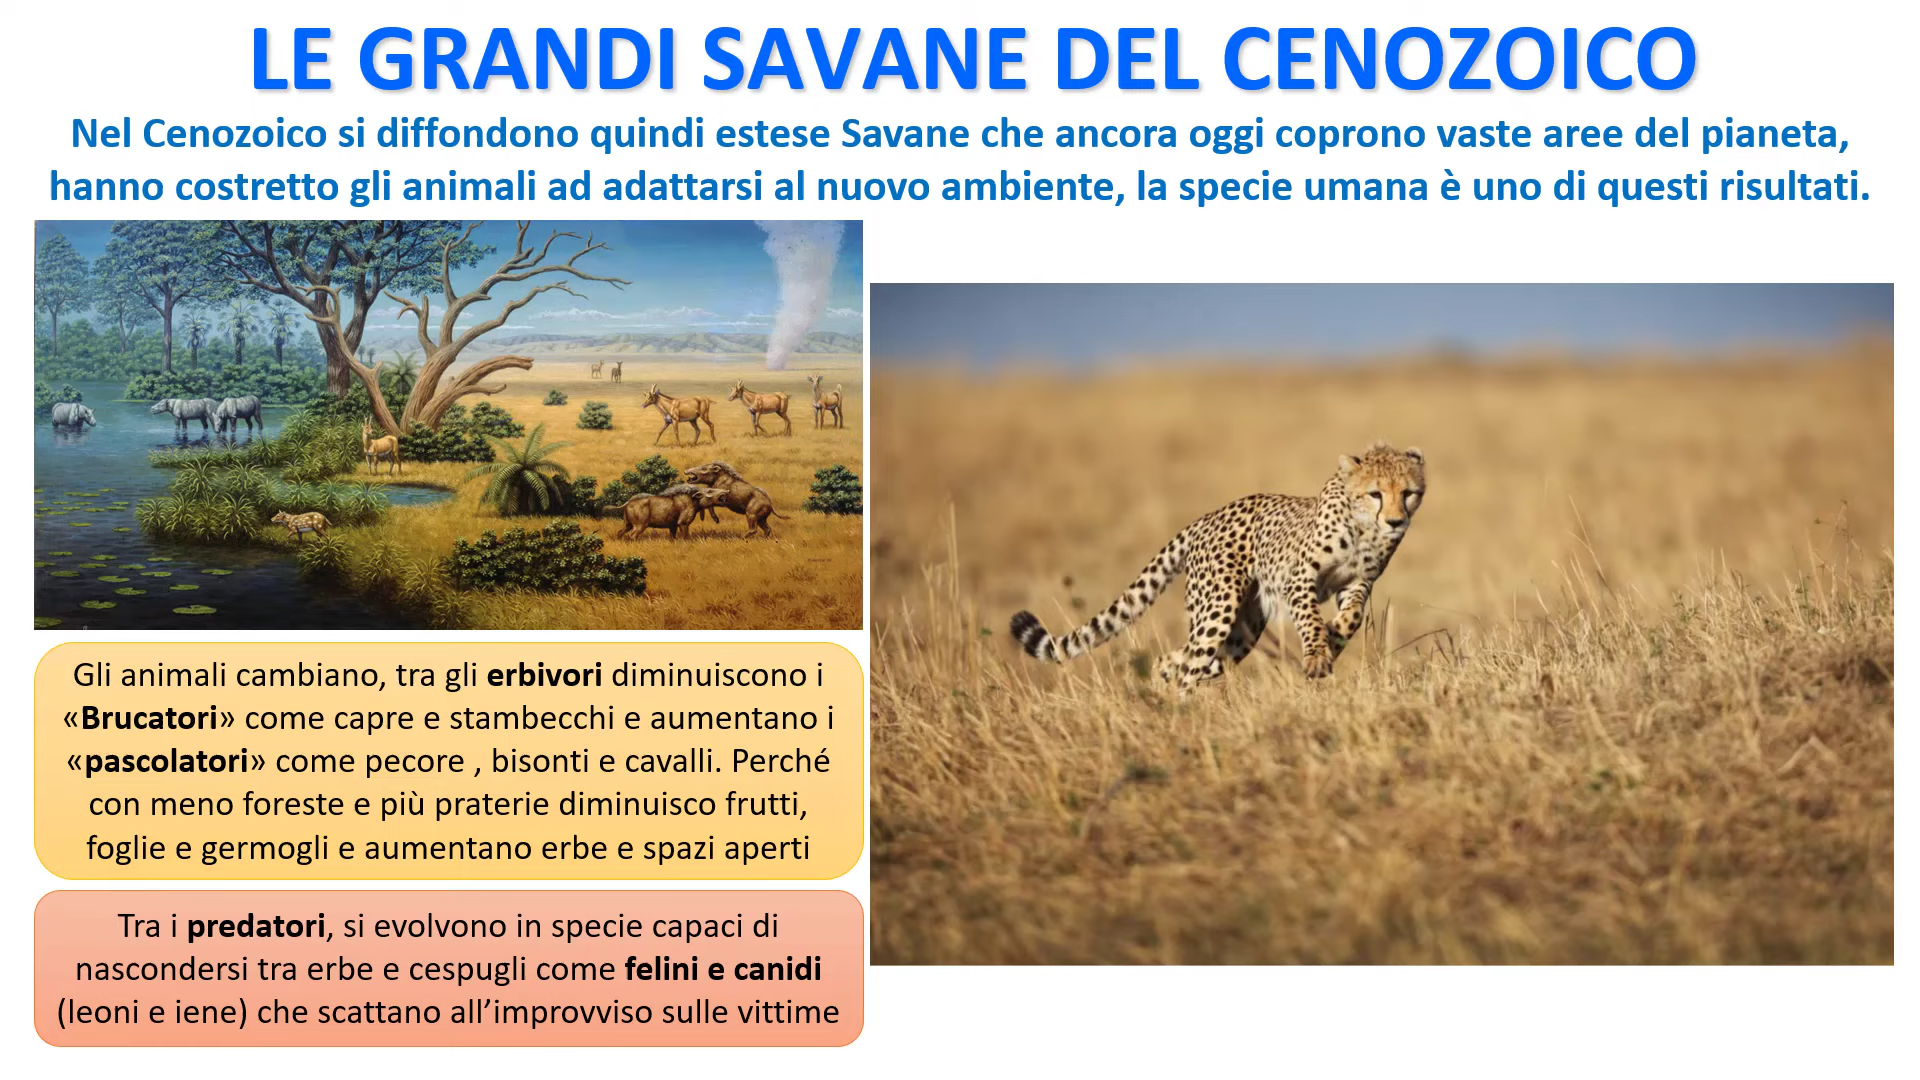 LE GRANDI SAVANE DEL CENOZOICO
Nel Cenozoico si diffondono quindi estese Savane che ancora oggi coprono vaste aree del pianeta,
hanno costretto gli animali ad adattarsi al nuovo ambiente, la specie umana è uno di questi risultati.
Gli animali cambiano, tra gli erbivori diminuiscono i
«Brucatori» come capre e stambecchi e aumentano i
«pascolatori» come pecore , bisonti e cavalli. Perché
con meno foreste e più praterie diminuisco frutti,
foglie e germogli e aumentano erbe e spazi aperti
Tra i predatori, si evolvono in specie capaci di
nascondersi tra erbe e cespugli come felini e canidi
(leoni e iene) che scattano all’improvviso sulle vittime